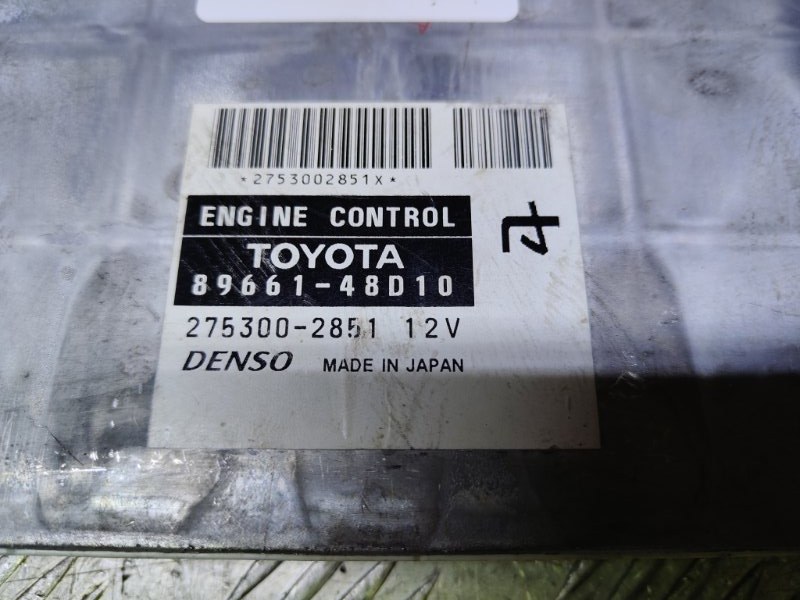 *2753002851X*
ENGINE CONTROL
TOYOTA
89661-48D10
275300-2851 12V
DENSO MADE IN JAPAN